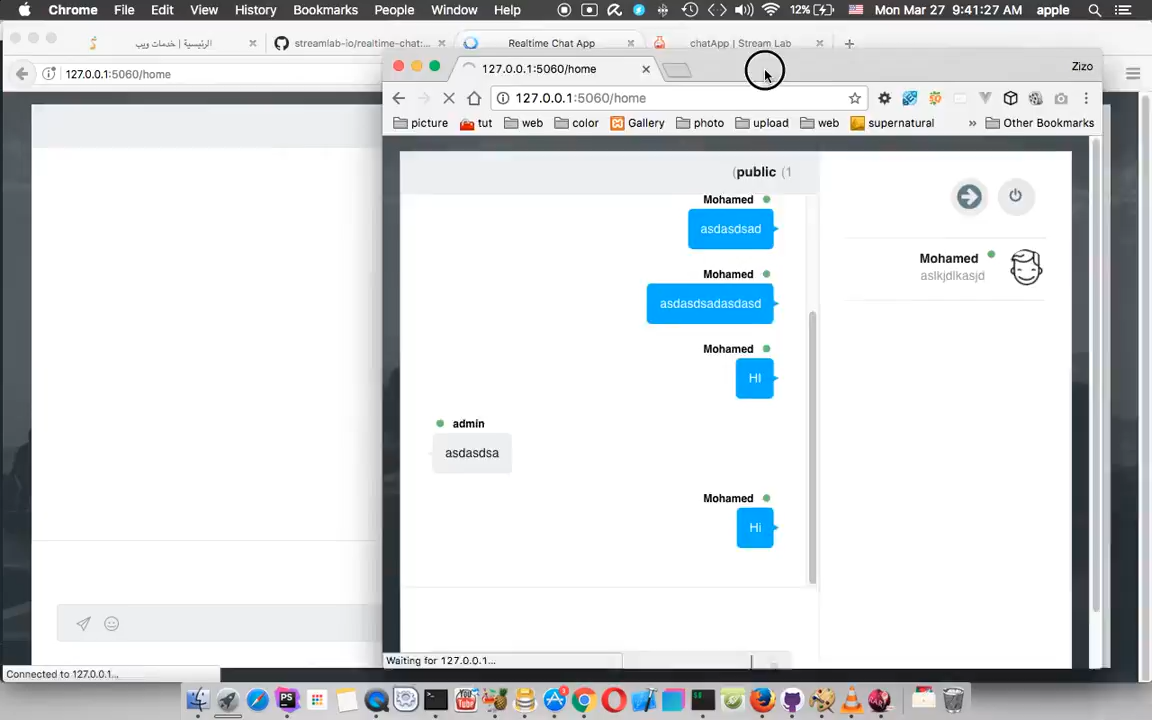 Chrome File Edit View History Bookmarks People Window Help 12% Mon Mar 27 9:41:27 AM apple
الرئيسية | خدمات ويب
streamlab-io/realtime-chat:...
Realtime Chat App
chatApp | Stream Lab
127.0.0.1:5060/home
127.0.0.1:5060/home
Zizo
127.0.0.1:5060/home
picture tut web color Gallery photo upload web supernatural » Other Bookmarks
(public (1
Mohamed
asdasdsad
Mohamed
asdasdsadasdasd
Mohamed
HI
admin
asdasdsa
Mohamed
Hi
Mohamed
aslkjdlkasjd
Waiting for 127.0.0.1...
Connected to 127.0.0.1...